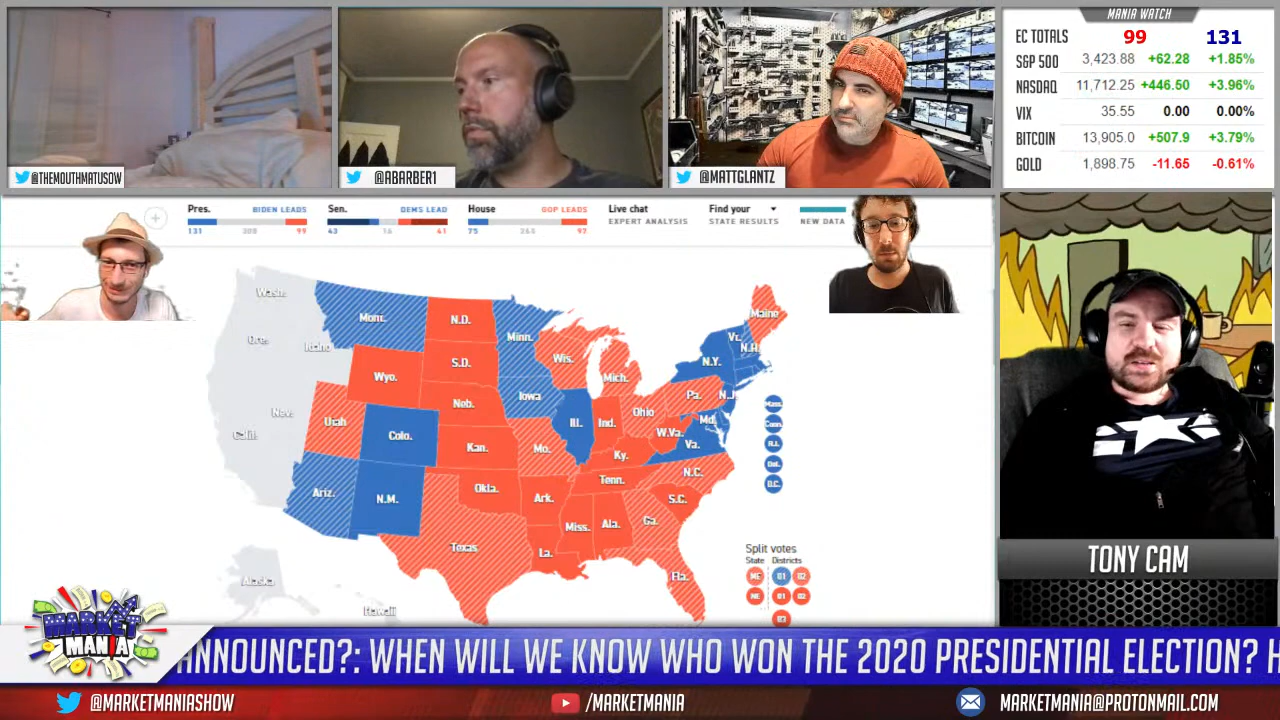 @THEMOUTHMATUSOW
@ABARBER1
@MATTGLANTZ
MANIA WATCH
EC TOTALS 99 131
S&P 500 3,423.88 +62.28 +1.85%
NASDAQ 11,712.25 +446.50 +3.96%
VIX 35.55 0.00 0.00%
BITCOIN 13,905.0 +507.9 +3.79%
GOLD 1,898.75 -11.65 -0.61%
Pres. BIDEN LEADS
131 308 99
Sen. DEMS LEAD
43 16 41
House GOP LEADS
75 97
Live chat
EXPERT ANALYSIS
Find your
STATE RESULTS
NEW DATA
Wash.
Mont.
N.D.
Minn.
Maine
Ore.
Idaho
Wis.
Vt.
N.H.
S.D.
N.Y.
Wyo.
Mich.
Iowa
Pa.
N.J.
Neb.
Nev.
Utah
Colo.
Ill.
Ind.
Ohio
Md.
Calif.
Kan.
Mo.
W.Va.
Va.
Ky.
Ariz.
N.M.
Okla.
Ark.
Tenn.
N.C.
S.C.
Miss.
Ala.
Ga.
Texas
La.
Fla.
Alaska
Hawaii
Mass.
Conn.
R.I.
Del.
D.C.
Split votes
State Districts
ME 01 02
NE 01 02
03
TONY CAM
MARKET
MANIA
ANNOUNCED?: WHEN WILL WE KNOW WHO WON THE 2020 PRESIDENTIAL ELECTION? H
@MARKETMANIASHOW
/MARKETMANIA
MARKETMANIA@PROTONMAIL.COM